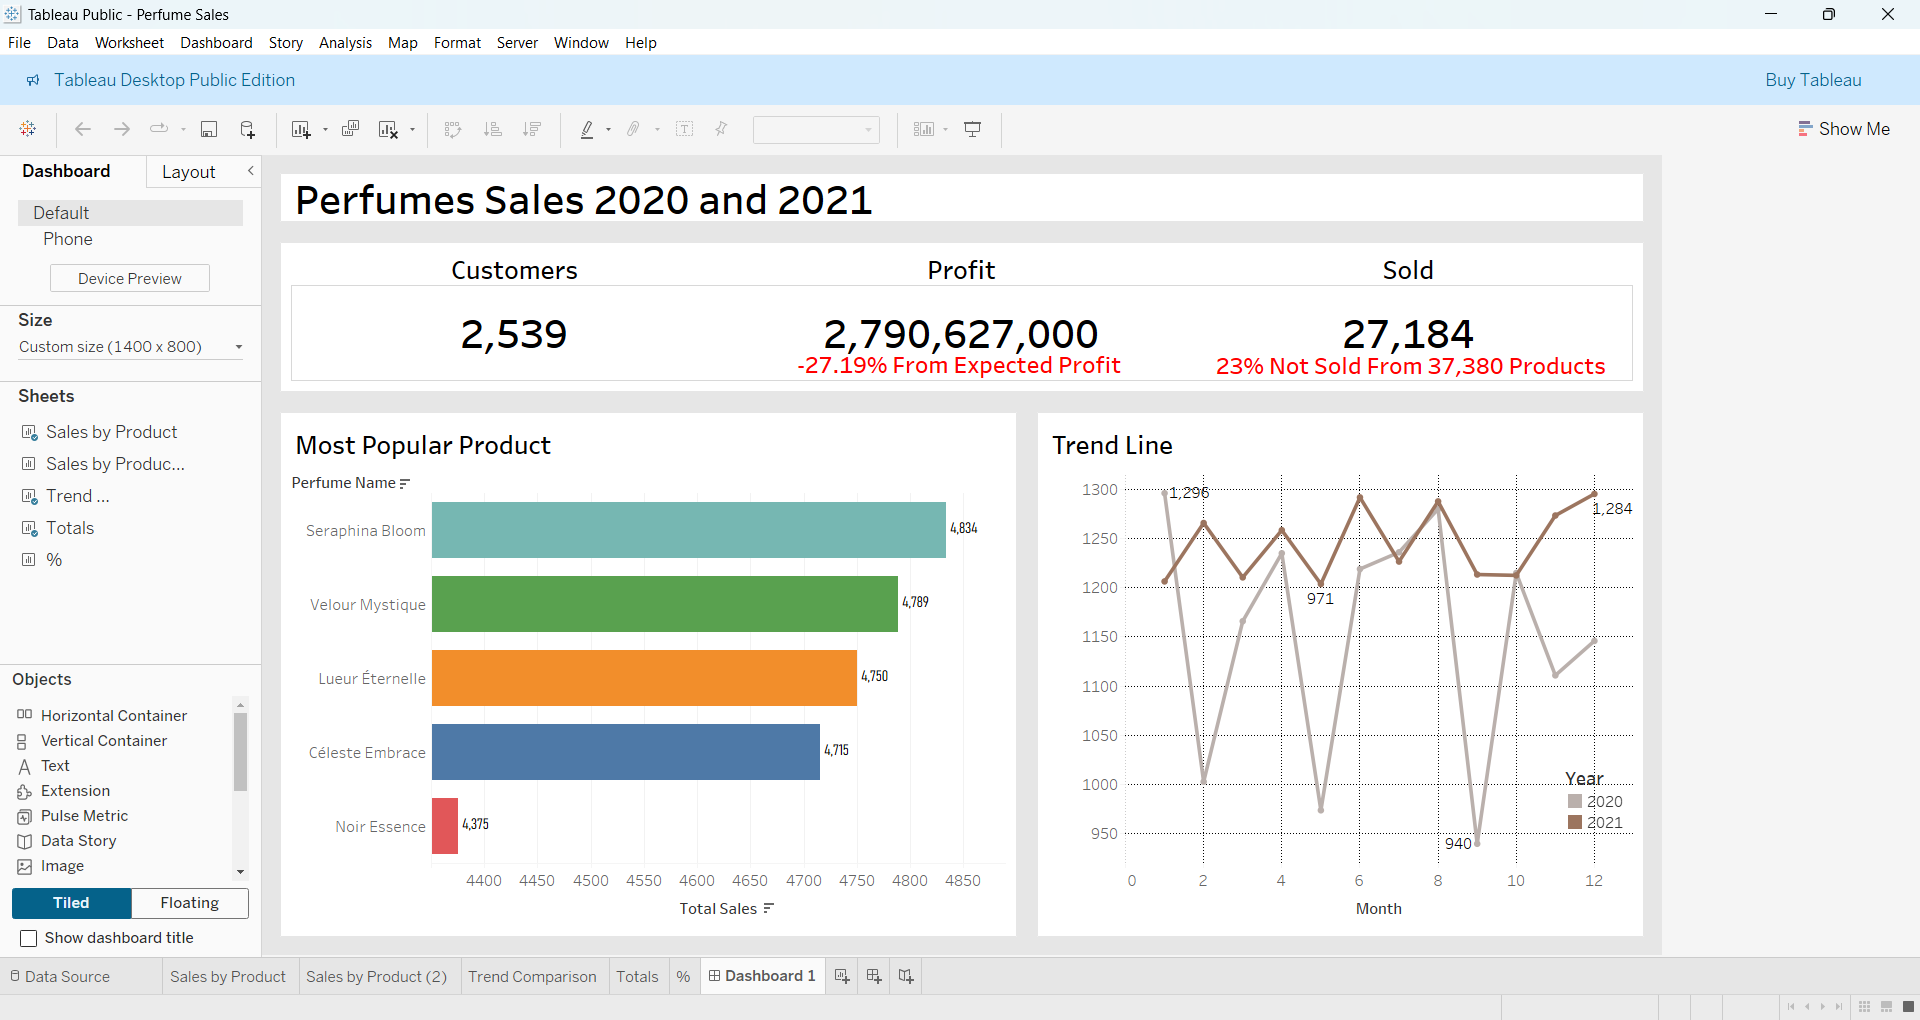 Tableau Public - Perfume Sales
File Data Worksheet Dashboard Story Analysis Map Format Server Window Help
Tableau Desktop Public Edition Buy Tableau
Show Me
Dashboard Layout
Default
Phone
Device Preview
Size
Custom size (1400 x 800)
Sheets
Sales by Product
Sales by Produc...
Trend ...
Totals
%
Objects
Horizontal Container
Vertical Container
Text
Extension
Pulse Metric
Data Story
Image
Tiled Floating
Show dashboard title
Perfumes Sales 2020 and 2021
Customers Profit Sold
2,539 2,790,627,000 27,184
-27.19% From Expected Profit 23% Not Sold From 37,380 Products
Most Popular Product
Perfume Name
Seraphina Bloom 4,834
Velour Mystique 4,789
Lueur Éternelle 4,750
Céleste Embrace 4,715
Noir Essence 4,375
4400 4450 4500 4550 4600 4650 4700 4750 4800 4850
Total Sales
Trend Line
1300 1,296
1,284
1250
1200
971
1150
1100
1050
1000
950
940
Year
2020
2021
0 2 4 6 8 10 12
Month
Data Source Sales by Product Sales by Product (2) Trend Comparison Totals % Dashboard 1